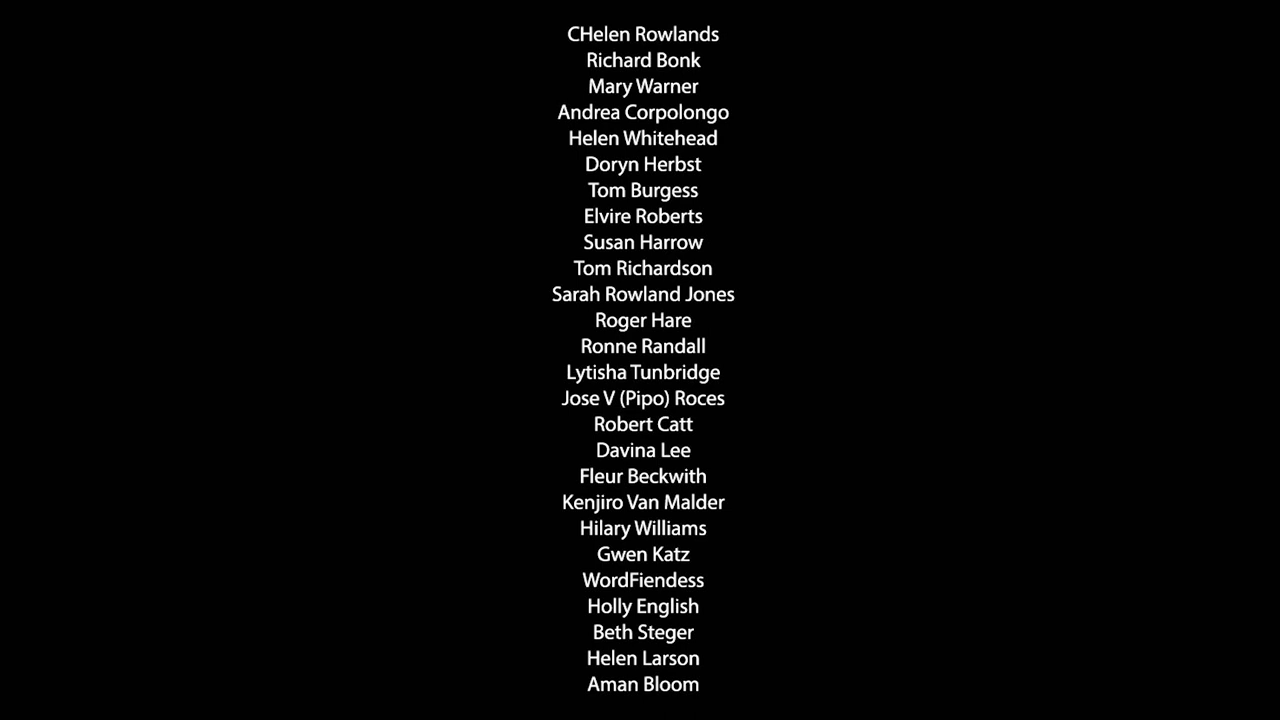 CHelen Rowlands
Richard Bonk
Mary Warner
Andrea Corpolongo
Helen Whitehead
Doryn Herbst
Tom Burgess
Elvire Roberts
Susan Harrow
Tom Richardson
Sarah Rowland Jones
Roger Hare
Ronne Randall
Lytisha Tunbridge
Jose V (Pipo) Roces
Robert Catt
Davina Lee
Fleur Beckwith
Kenjiro Van Malder
Hilary Williams
Gwen Katz
WordFiendess
Holly English
Beth Steger
Helen Larson
Aman Bloom